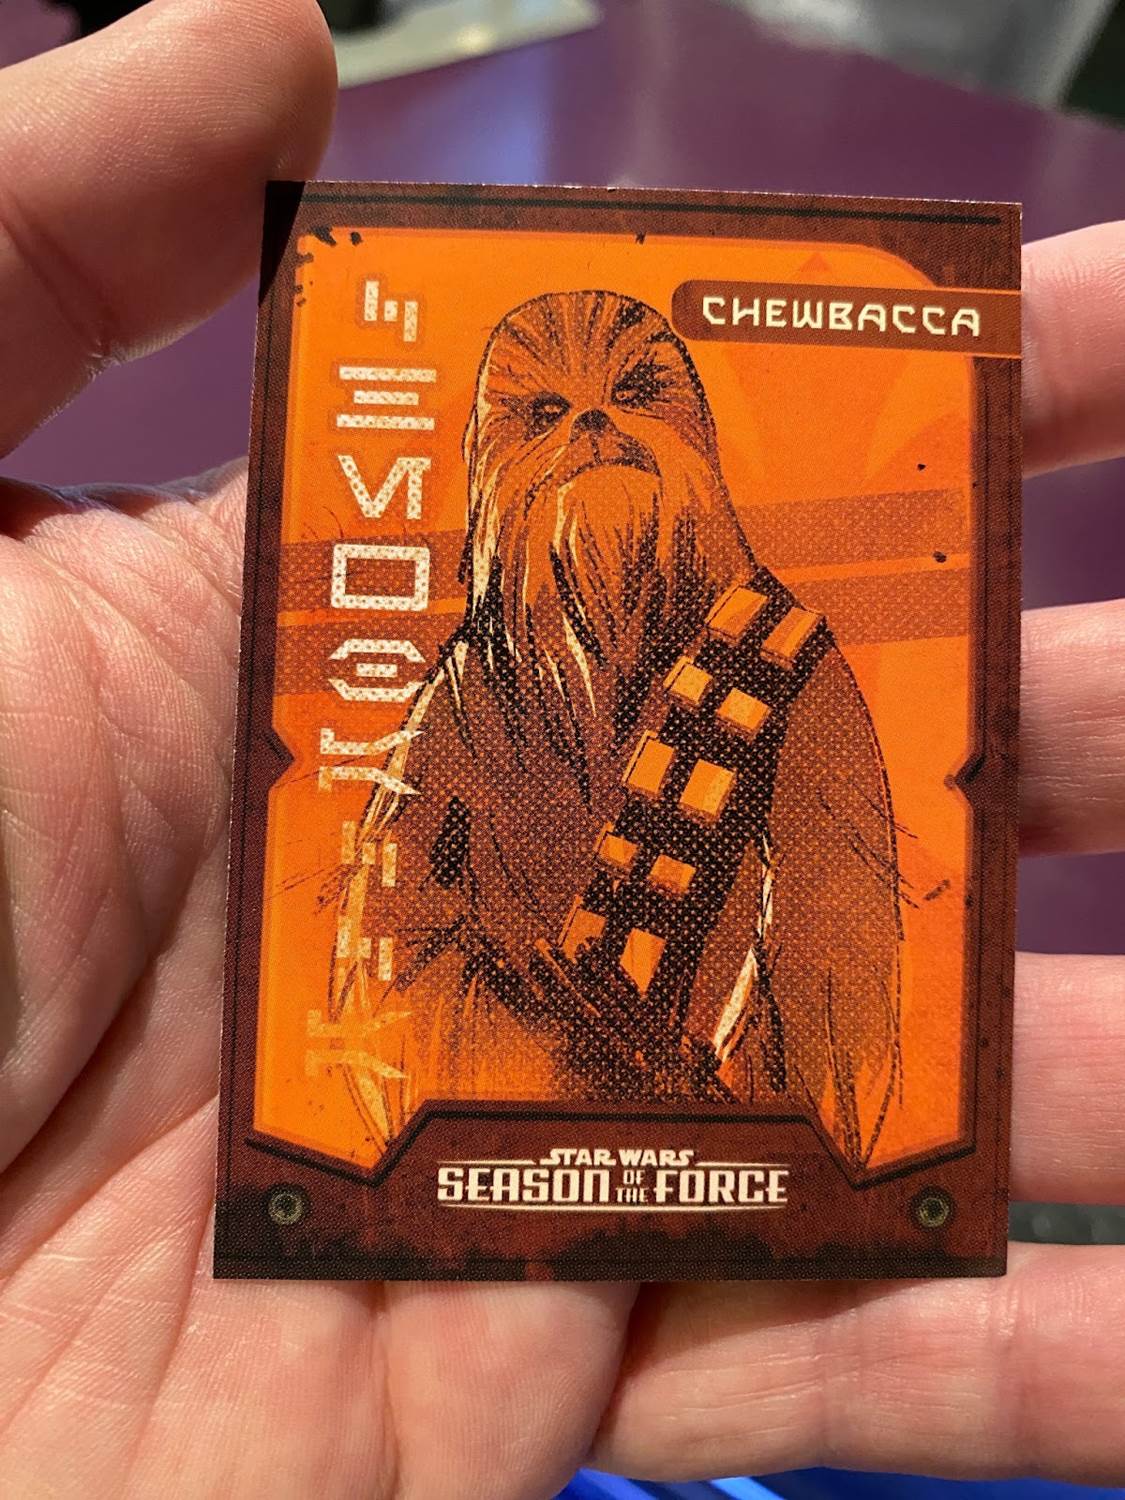 CHEWBACCA
STAR WARS
SEASON OF THE FORCE